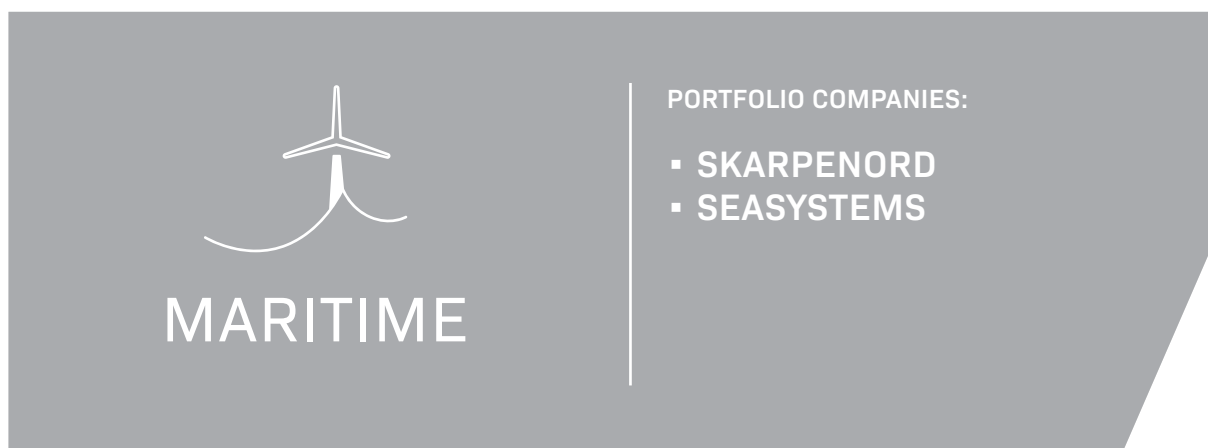 MARITIME
PORTFOLIO COMPANIES:
▪ SKARPENORD
▪ SEASYSTEMS